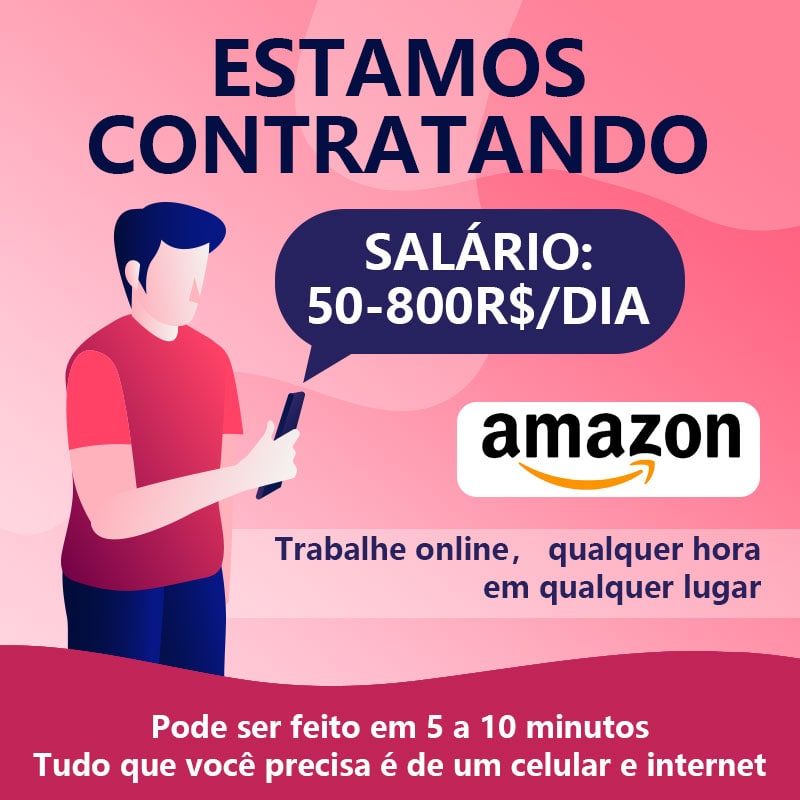 ESTAMOS
CONTRATANDO
SALÁRIO:
50-800R$/DIA
amazon
Trabalhe online， qualquer hora
em qualquer lugar
Pode ser feito em 5 a 10 minutos
Tudo que você precisa é de um celular e internet